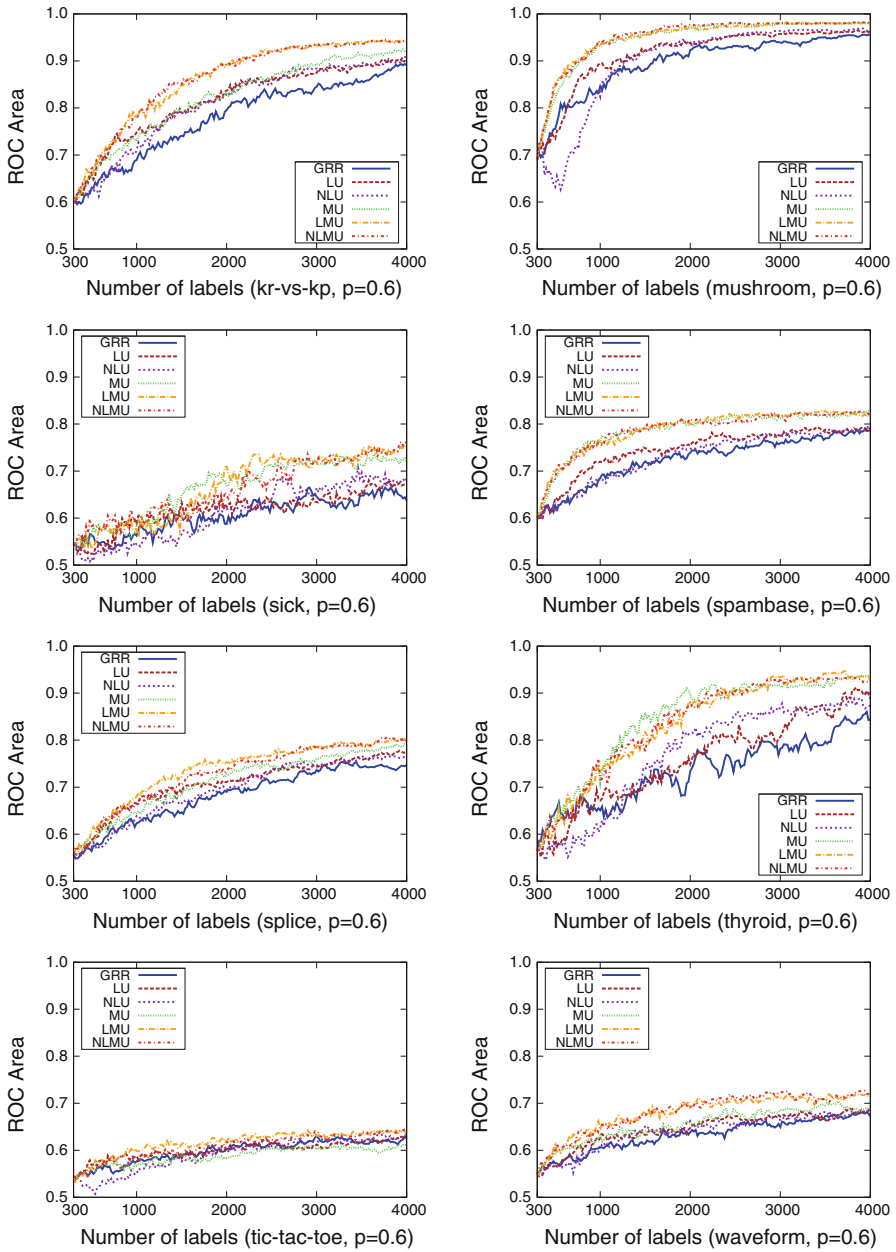 ROC Area
1.0
0.9
0.8
0.7
0.6
0.5
GRR
LU
NLU
MU
LMU
NLMU
300 1000 2000 3000 4000
Number of labels (kr-vs-kp, p=0.6)
ROC Area
1.0
0.9
0.8
0.7
0.6
0.5
GRR
LU
NLU
MU
LMU
NLMU
300 1000 2000 3000 4000
Number of labels (mushroom, p=0.6)
ROC Area
1.0
0.9
0.8
0.7
0.6
0.5
GRR
LU
NLU
MU
LMU
NLMU
300 1000 2000 3000 4000
Number of labels (sick, p=0.6)
ROC Area
1.0
0.9
0.8
0.7
0.6
0.5
GRR
LU
NLU
MU
LMU
NLMU
300 1000 2000 3000 4000
Number of labels (spambase, p=0.6)
ROC Area
1.0
0.9
0.8
0.7
0.6
0.5
GRR
LU
NLU
MU
LMU
NLMU
300 1000 2000 3000 4000
Number of labels (splice, p=0.6)
ROC Area
1.0
0.9
0.8
0.7
0.6
0.5
GRR
LU
NLU
MU
LMU
NLMU
300 1000 2000 3000 4000
Number of labels (thyroid, p=0.6)
ROC Area
1.0
0.9
0.8
0.7
0.6
0.5
GRR
LU
NLU
MU
LMU
NLMU
300 1000 2000 3000 4000
Number of labels (tic-tac-toe, p=0.6)
ROC Area
1.0
0.9
0.8
0.7
0.6
0.5
GRR
LU
NLU
MU
LMU
NLMU
300 1000 2000 3000 4000
Number of labels (waveform, p=0.6)